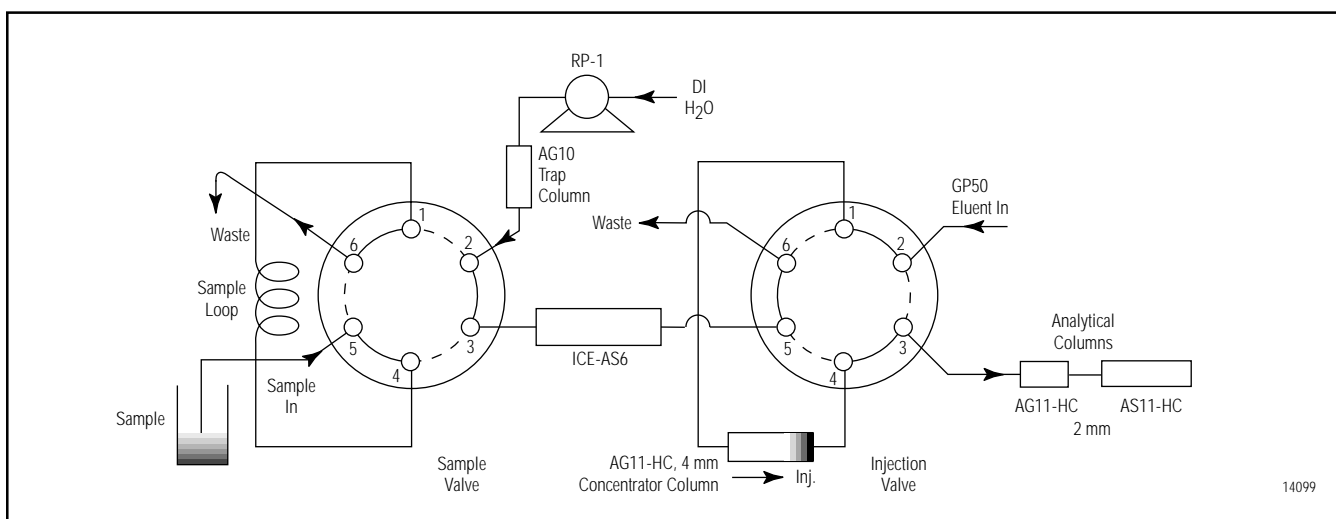 RP-1
DI
H2O
AG10
Trap
Column
GP50
Eluent In
Waste
1
2
3
4
5
6
Sample
Loop
Sample
In
Sample
Sample
Valve
ICE-AS6
Waste
1
2
3
4
5
6
Analytical
Columns
AG11-HC
AS11-HC
2 mm
AG11-HC, 4 mm
Concentrator Column
Inj.
Injection
Valve
14099